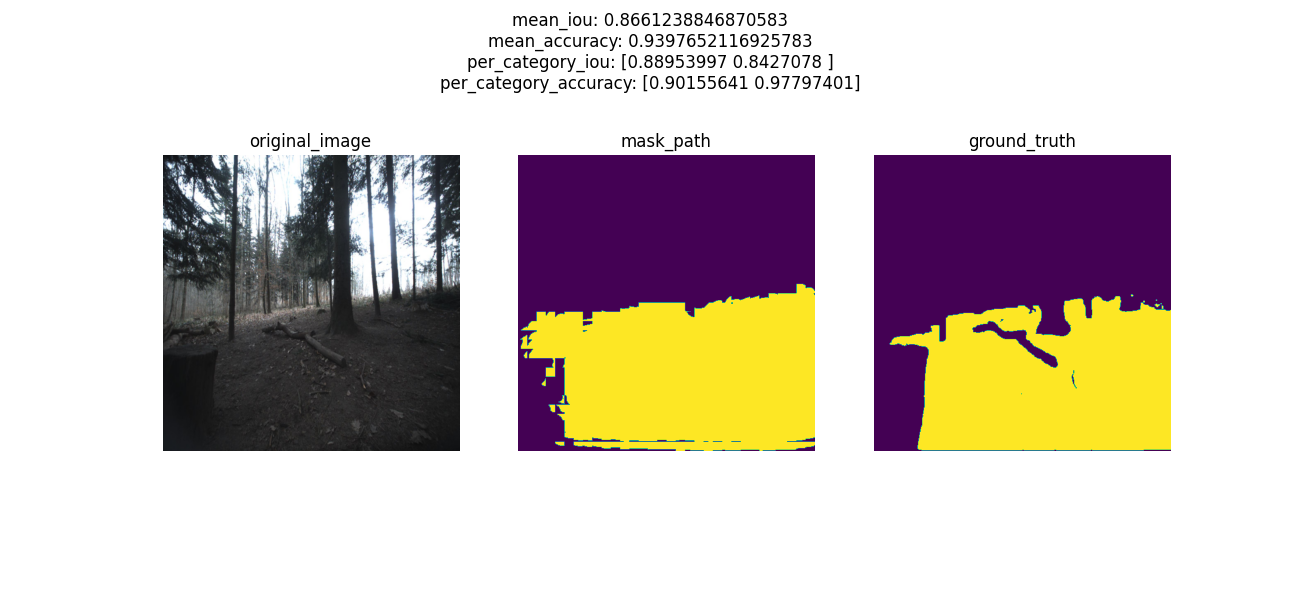 mean_iou: 0.8661238846870583
mean_accuracy: 0.9397652116925783
per_category_iou: [0.88953997 0.8427078 ]
per_category_accuracy: [0.90155641 0.97797401]
original_image
mask_path
ground_truth